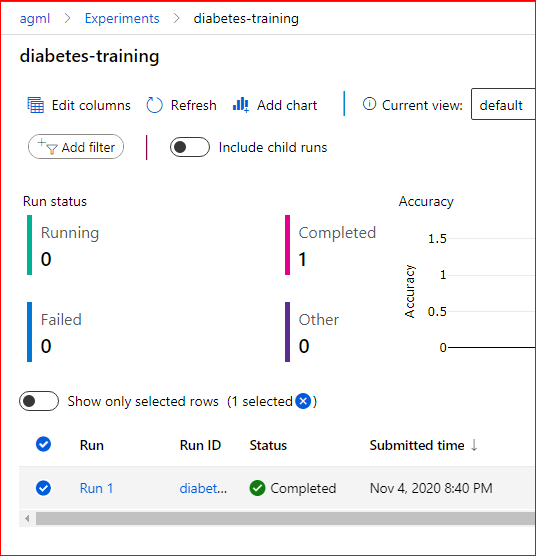 agml > Experiments > diabetes-training
diabetes-training
Edit columns Refresh Add chart Current view: default
Add filter Include child runs
Run status Accuracy
Running Completed
0 1
Failed Other
0 0
Accuracy
1.5
1
0.5
0
Show only selected rows (1 selected )
Run Run ID Status Submitted time ↓
Run 1 diabet... Completed Nov 4, 2020 8:40 PM